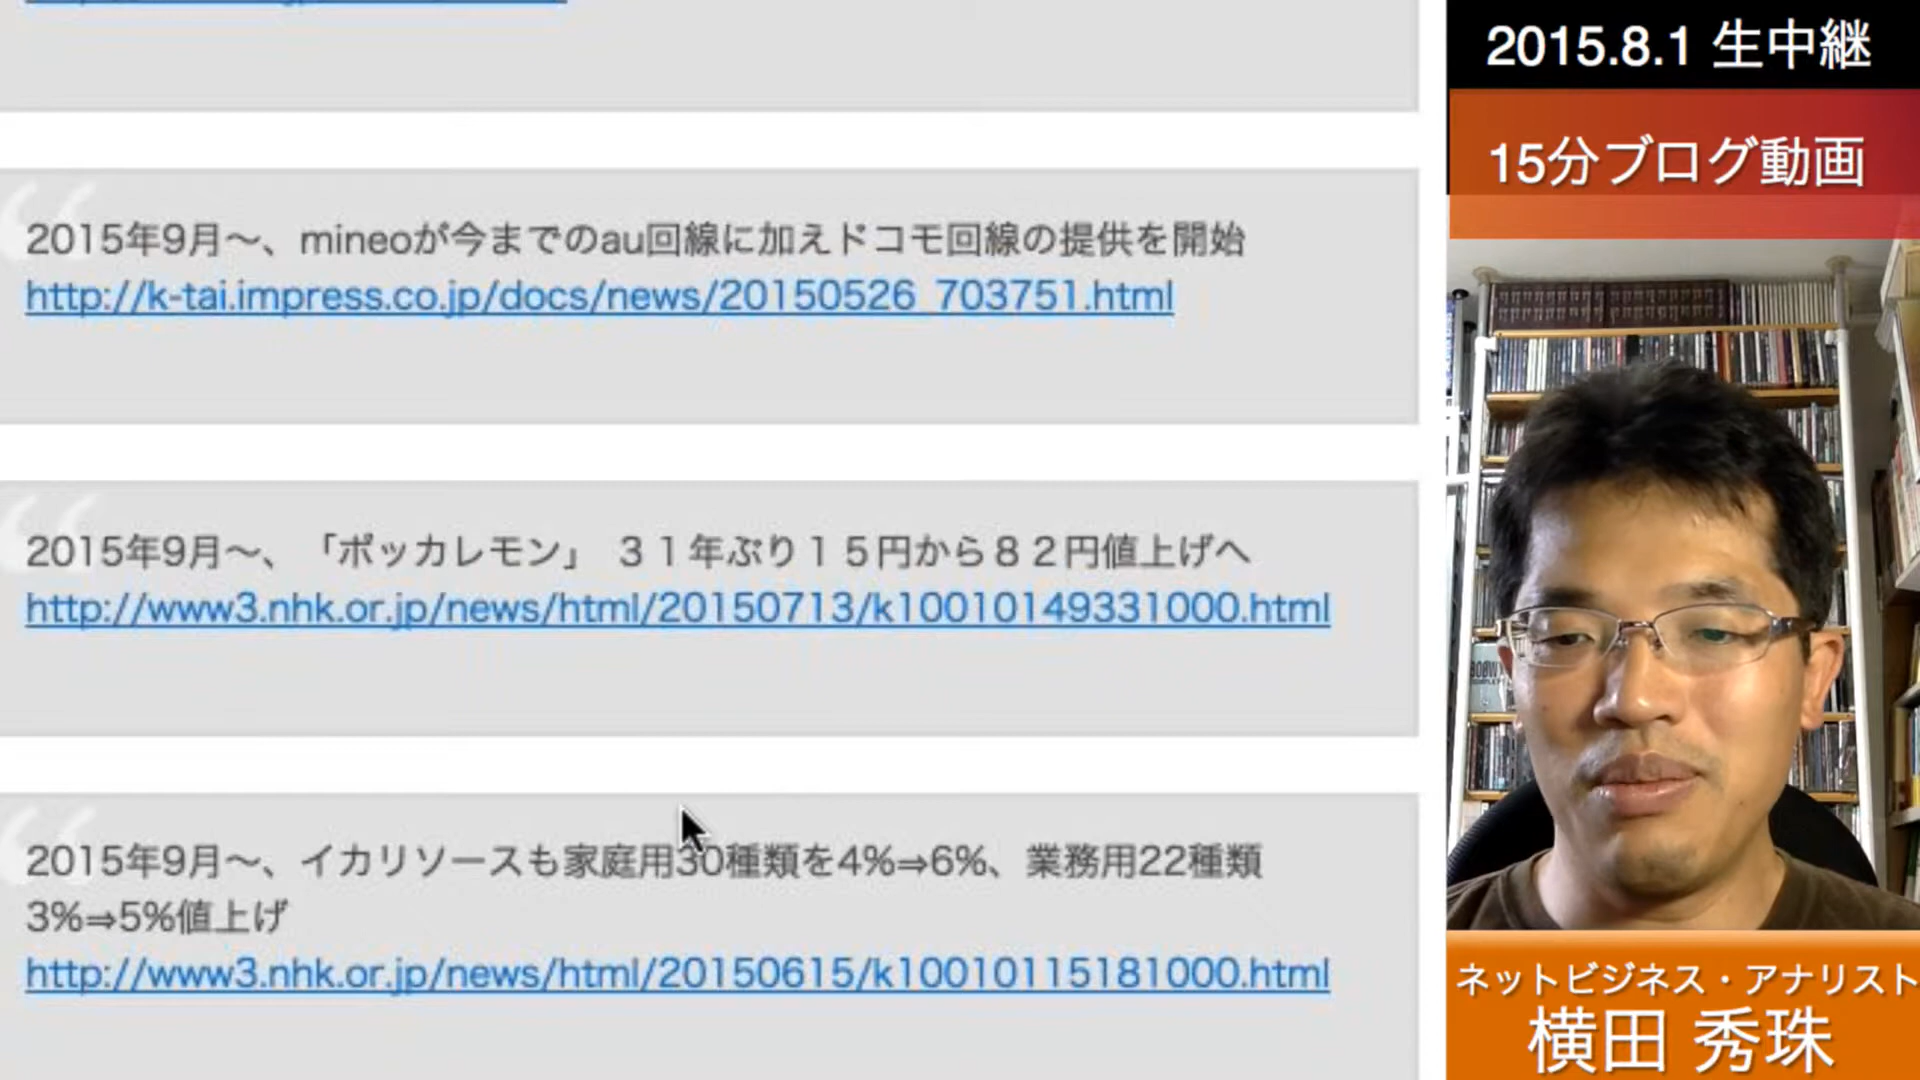 2015年9月〜、mineoが今までのau回線に加えドコモ回線の提供を開始
http://k-tai.impress.co.jp/docs/news/20150526_703751.html
2015年9月〜、「ポッカレモン」 ３１年ぶり１５円から８２円値上げへ
http://www3.nhk.or.jp/news/html/20150713/k10010149331000.html
2015年9月〜、イカリソースも家庭用30種類を4%⇒6%、業務用22種類
3%⇒5%値上げ
http://www3.nhk.or.jp/news/html/20150615/k10010115181000.html
2015.8.1 生中継
15分ブログ動画
ネットビジネス・アナリスト
横田 秀珠